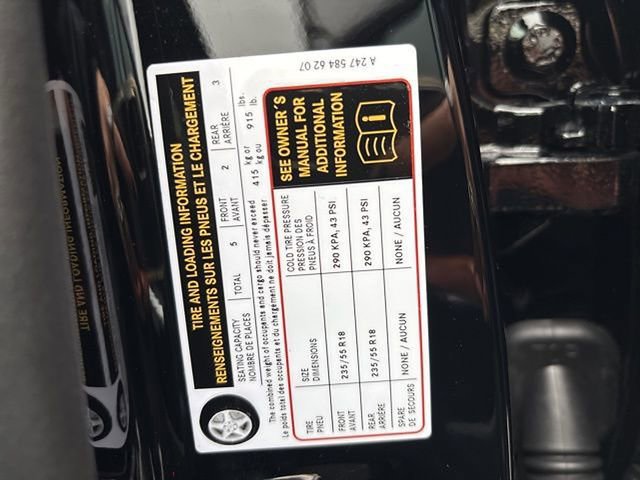 TIRE AND LOADING INFORMATION
RENSEIGNEMENTS SUR LES PNEUS ET LE CHARGEMENT
SEATING CAPACITY
NOMBRE DE PLACES
TOTAL 5
FRONT
AVANT
2
REAR
ARRIÈRE
3
The combined weight of occupants and cargo should never exceed
Le poids total des occupants et du chargement ne doit jamais dépasser
415 kg or
kg ou
915 lbs.
lb.
TIRE
PNEU
SIZE
DIMENSIONS
COLD TIRE PRESSURE
PRESSION DES
PNEUS À FROID
FRONT
AVANT
235/55 R18
290 KPA, 43 PSI
REAR
ARRIÈRE
235/55 R18
290 KPA, 43 PSI
SPARE
DE SECOURS
NONE / AUCUN
NONE / AUCUN
SEE OWNER'S
MANUAL FOR
ADDITIONAL
INFORMATION
A 247 584 62 07
TIRE AND LOADING INFORMATION